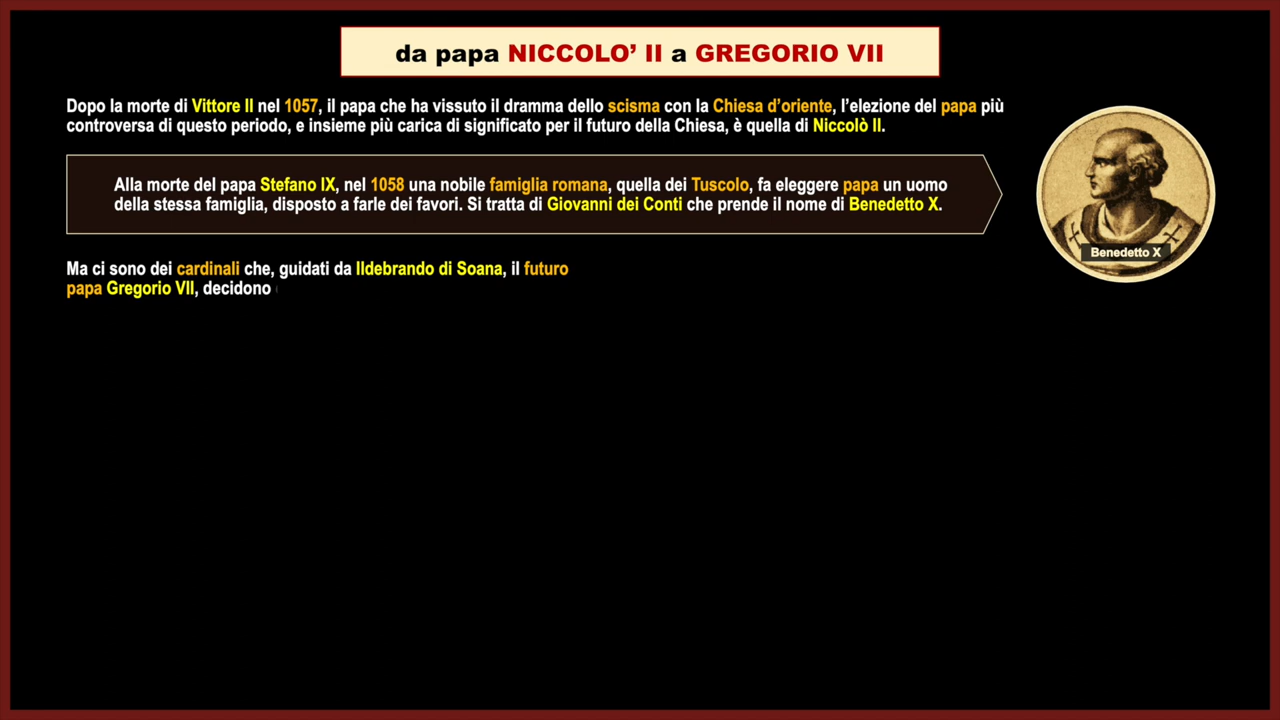 da papa NICCOLO’ II a GREGORIO VII
Dopo la morte di Vittore II nel 1057, il papa che ha vissuto il dramma dello scisma con la Chiesa d’oriente, l’elezione del papa più
controversa di questo periodo, e insieme più carica di significato per il futuro della Chiesa, è quella di Niccolò II.
Alla morte del papa Stefano IX, nel 1058 una nobile famiglia romana, quella dei Tuscolo, fa eleggere papa un uomo
della stessa famiglia, disposto a farle dei favori. Si tratta di Giovanni dei Conti che prende il nome di Benedetto X.
Benedetto X
Ma ci sono dei cardinali che, guidati da Ildebrando di Soana, il futuro
papa Gregorio VII, decidono